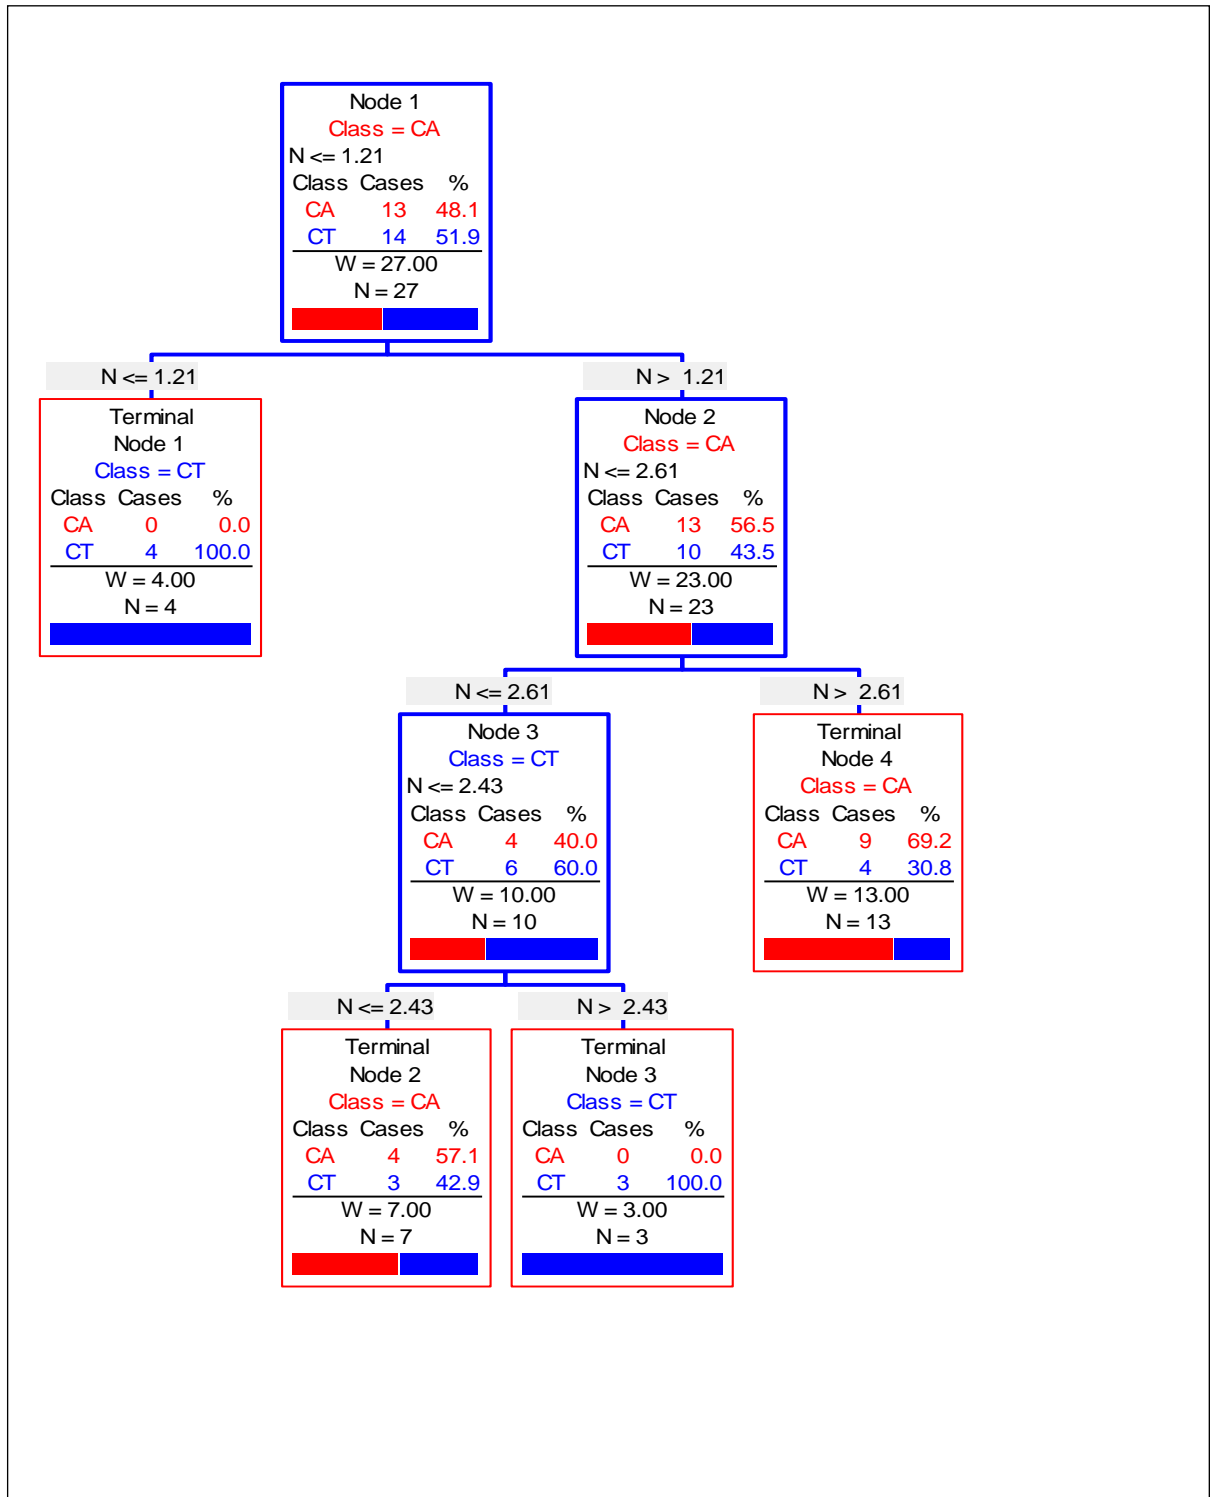 Node 1
Class = CA
N <= 1.21
Class Cases %
CA 13 48.1
CT 14 51.9
W = 27.00
N = 27
N <= 1.21
N > 1.21
Terminal
Node 1
Class = CT
Class Cases %
CA 0 0.0
CT 4 100.0
W = 4.00
N = 4
Node 2
Class = CA
N <= 2.61
Class Cases %
CA 13 56.5
CT 10 43.5
W = 23.00
N = 23
N <= 2.61
N > 2.61
Node 3
Class = CT
N <= 2.43
Class Cases %
CA 4 40.0
CT 6 60.0
W = 10.00
N = 10
Terminal
Node 4
Class = CA
Class Cases %
CA 9 69.2
CT 4 30.8
W = 13.00
N = 13
N <= 2.43
N > 2.43
Terminal
Node 2
Class = CA
Class Cases %
CA 4 57.1
CT 3 42.9
W = 7.00
N = 7
Terminal
Node 3
Class = CT
Class Cases %
CA 0 0.0
CT 3 100.0
W = 3.00
N = 3